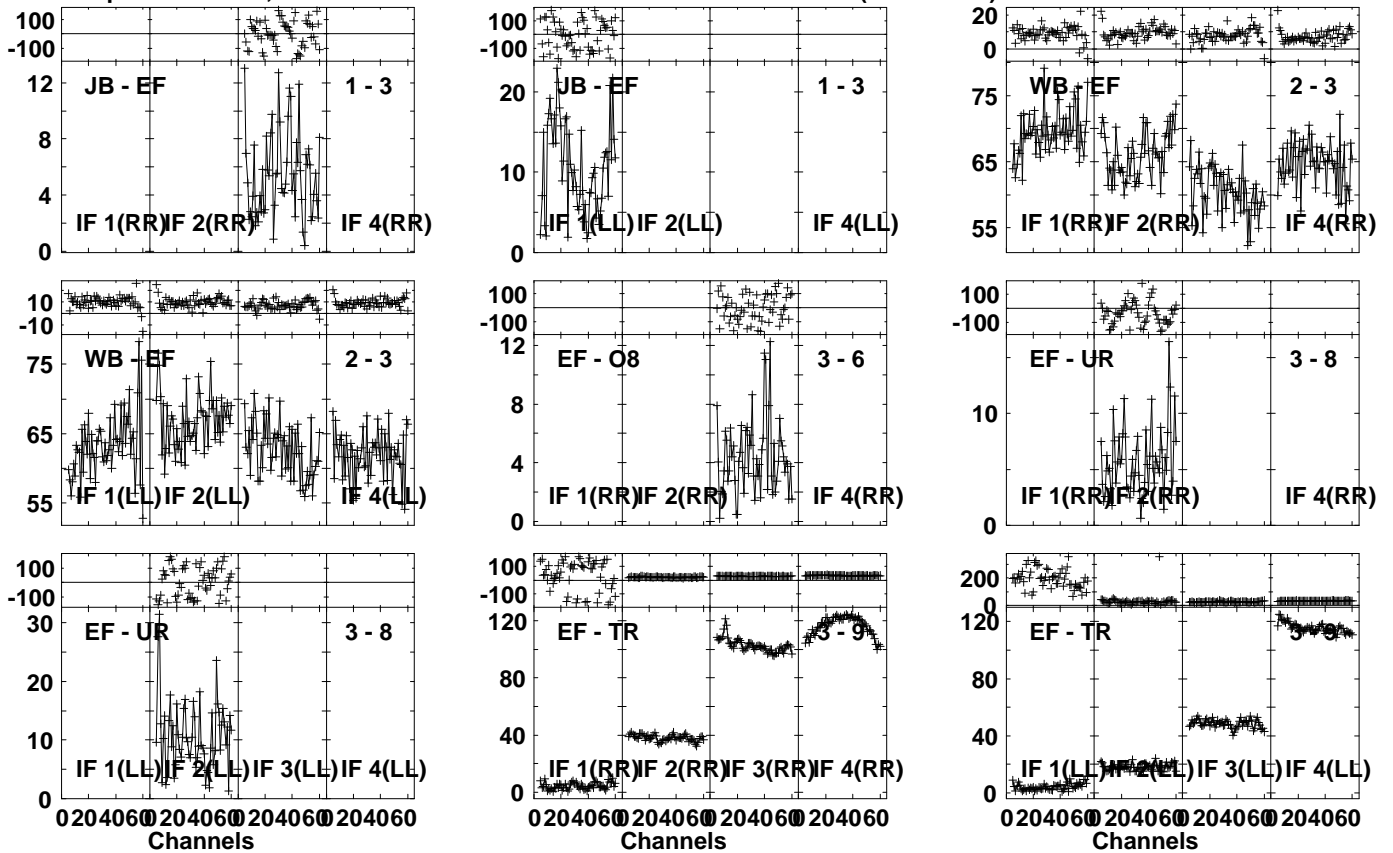 100
-100
12
8
4
0
JB - EF
1 - 3
IF 1(RR)
IF 2(RR)
IF 4(RR)
100
-100
20
10
0
JB - EF
1 - 3
IF 1(LL)
IF 2(LL)
IF 4(LL)
20
0
75
65
55
WB - EF
2 - 3
IF 1(RR)
IF 2(RR)
IF 4(RR)
10
-10
75
65
55
WB - EF
2 - 3
IF 1(LL)
IF 2(LL)
IF 4(LL)
100
-100
12
8
4
0
EF - O8
3 - 6
IF 1(RR)
IF 2(RR)
IF 4(RR)
100
-100
10
0
EF - UR
3 - 8
IF 1(RR)
IF 2(RR)
IF 4(RR)
100
-100
30
20
10
0
EF - UR
3 - 8
IF 1(LL)
IF 2(LL)
IF 3(LL)
IF 4(LL)
0 20 40 60 0 20 40 60 0 20 40 60 0 20 40 60
Channels
100
-100
120
80
40
0
EF - TR
3 - 9
IF 1(RR)
IF 2(RR)
IF 3(RR)
IF 4(RR)
0 20 40 60 0 20 40 60 0 20 40 60 0 20 40 60
Channels
200
0
120
80
40
0
EF - TR
3 - 9
IF 1(LL)
IF 2(LL)
IF 3(LL)
IF 4(LL)
0 20 40 60 0 20 40 60 0 20 40 60 0 20 40 60
Channels